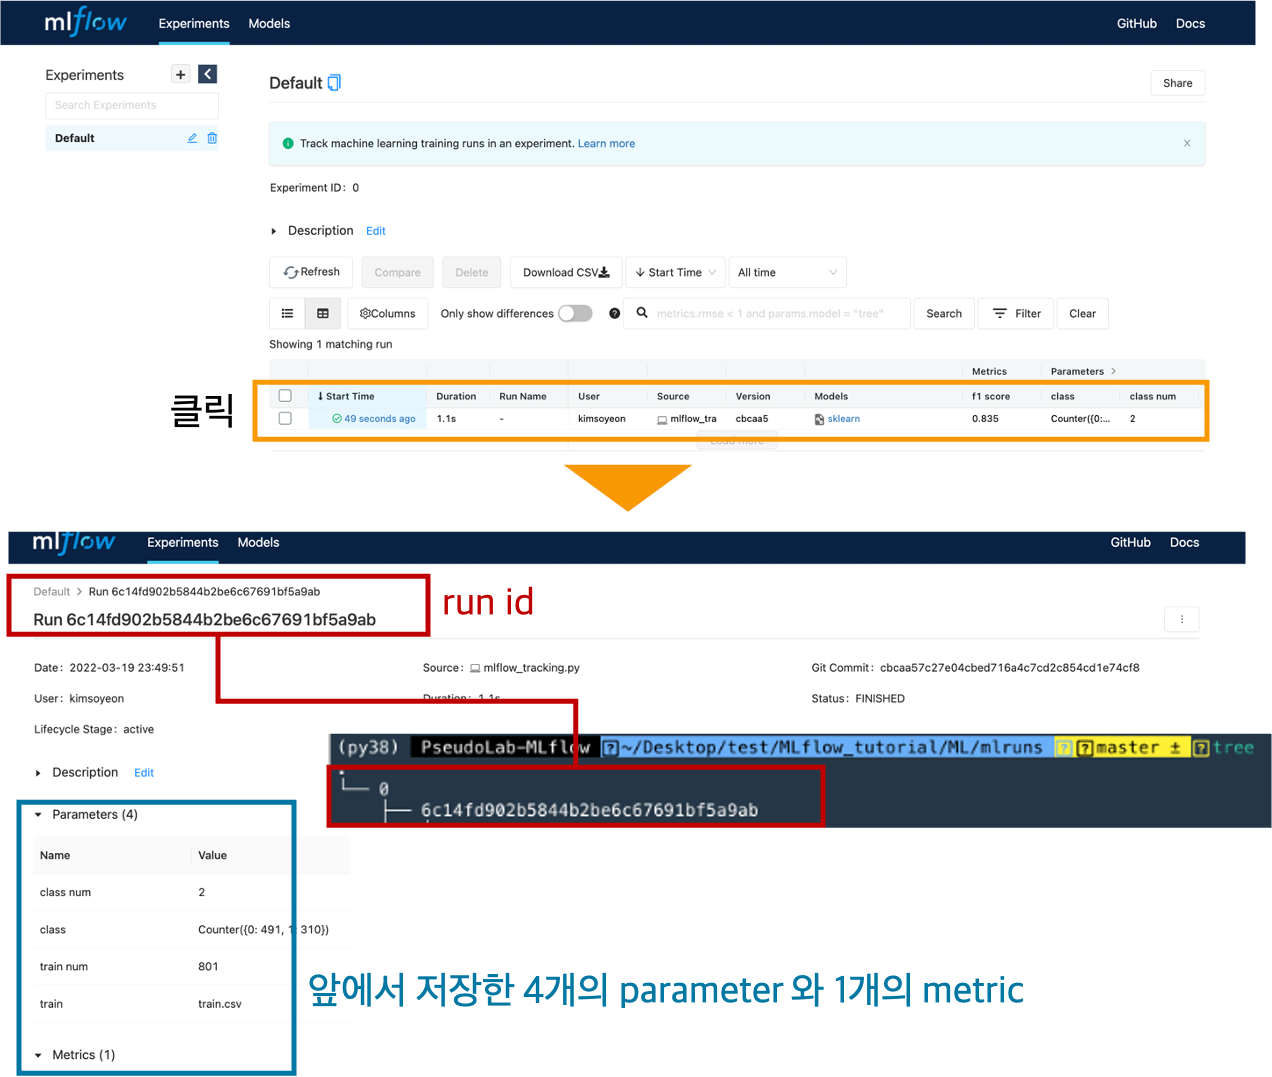 mlflow Experiments Models GitHub Docs
Experiments +
Search Experiments
Default
Default
Share
Track machine learning training runs in an experiment. Learn more
Experiment ID: 0
Description Edit
Refresh Compare Delete Download CSV Start Time All time
Columns Only show differences metrics.rmse < 1 and params.model = "tree" Search Filter Clear
Showing 1 matching run
Metrics Parameters >
클릭
Start Time Duration Run Name User Source Version Models f1 score class class num
49 seconds ago 1.1s - kimsoyeon mlflow_tra cbcaa5 sklearn 0.835 Counter({0:... 2
Load more
mlflow Experiments Models GitHub Docs
Default > Run 6c14fd902b5844b2be6c67691bf5a9ab
run id
Run 6c14fd902b5844b2be6c67691bf5a9ab
Date: 2022-03-19 23:49:51 Source: mlflow_tracking.py Git Commit: cbcaa57c27e04cbed716a4c7cd2c854cd1e74cf8
User: kimsoyeon Duration: 1.1s Status: FINISHED
Lifecycle Stage: active
(py38) PseudoLab-MLflow ~/Desktop/test/MLflow_tutorial/ML/mlruns master ± tree
.
└── 0
├── 6c14fd902b5844b2be6c67691bf5a9ab
Description Edit
Parameters (4)
Name Value
class num 2
class Counter({0: 491, 1: 310})
train num 801
train train.csv
앞에서 저장한 4개의 parameter 와 1개의 metric
Metrics (1)